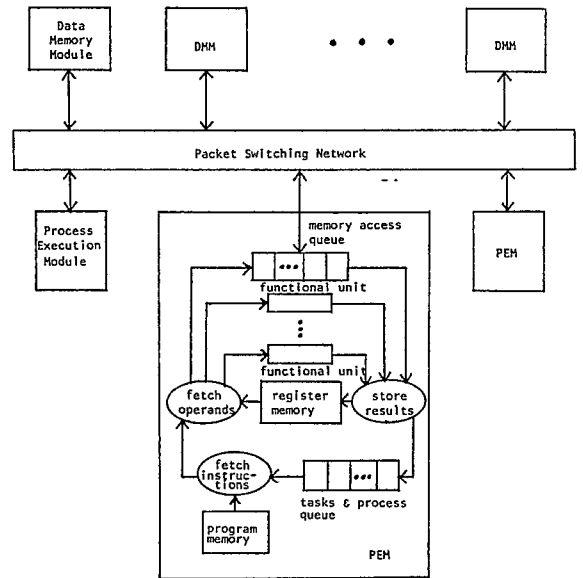 Data
Memory
Module
DMM
DMM
Packet Switching Network
Process
Execution
Module
memory access
queue
PEM
functional unit
functional unit
fetch
operands
register
memory
store
results
fetch
instruc-
tions
tasks & process
queue
program
memory
PEM